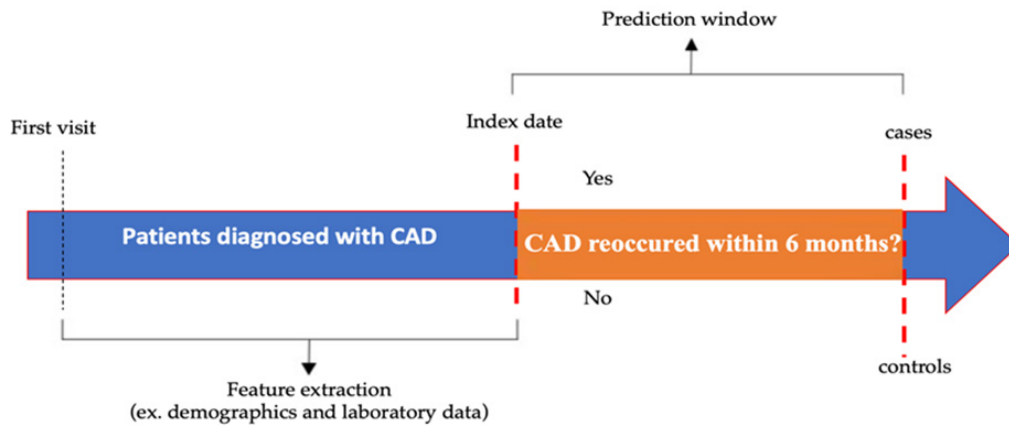 Prediction window
First visit
Index date
cases
Yes
Patients diagnosed with CAD
CAD reoccured within 6 months?
No
controls
Feature extraction
(ex. demographics and laboratory data)